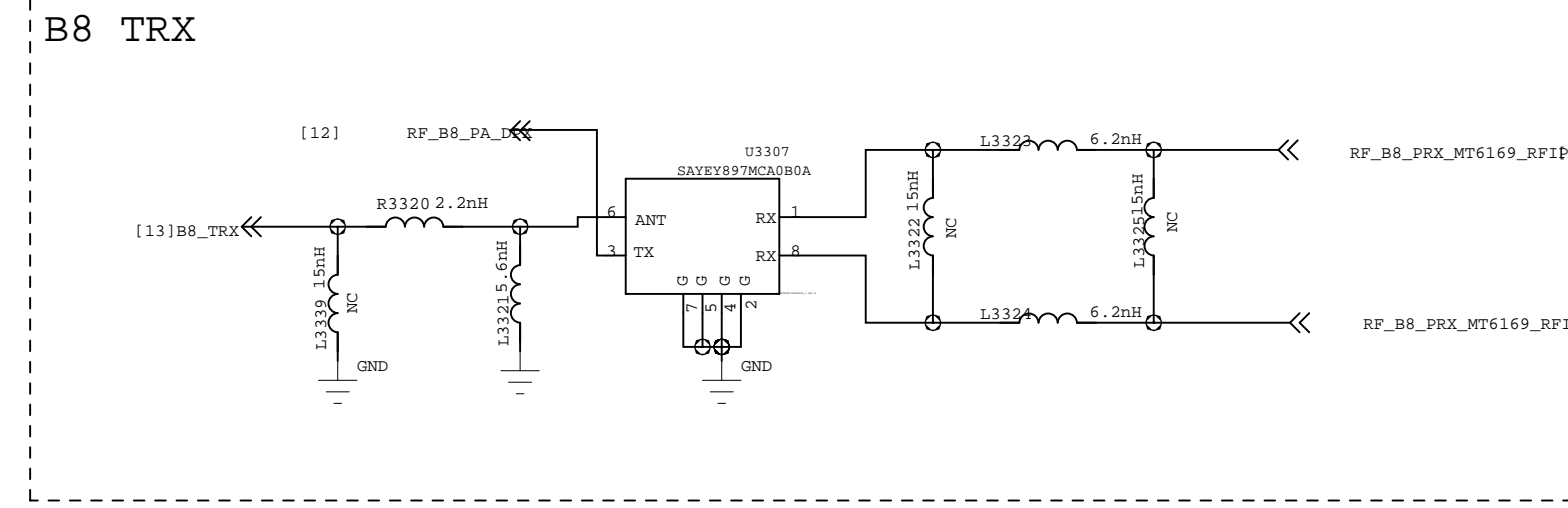 B8 TRX
[12] RF_B8_PA_DPX
U3307
SAYEY897MCA0B0A
L3323 6.2nH
RF_B8_PRX_MT6169_RFIP
R3320 2.2nH
[13]B8_TRX
6 ANT
3 TX
RX 1
RX 8
G G G G
7 5 4 2
L3339 15nH
NC
L3321 5.6nH
L3322 15nH
NC
L3325 15nH
NC
L3324 6.2nH
RF_B8_PRX_MT6169_RFI
GND
GND